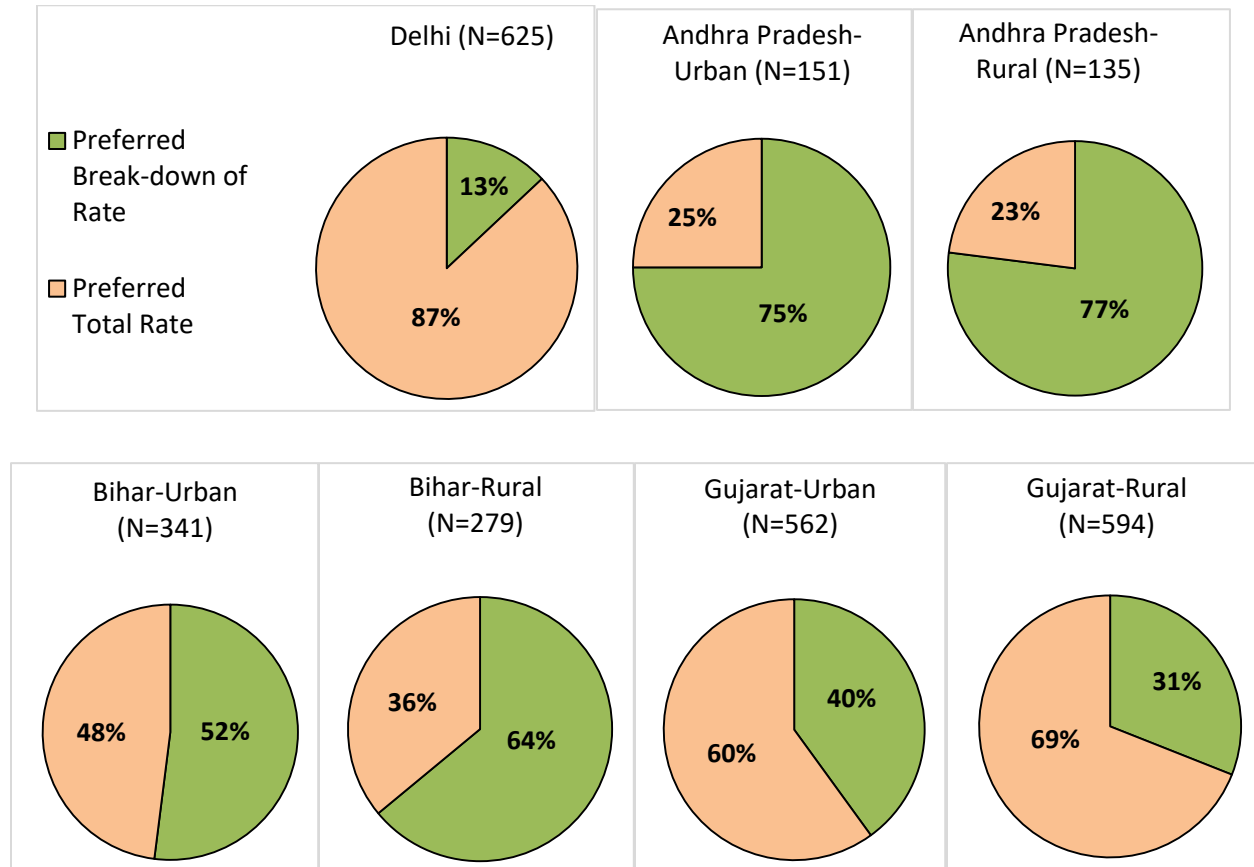 Delhi (N=625)
Andhra Pradesh-
Urban (N=151)
Andhra Pradesh-
Rural (N=135)
Preferred
Break-down of
Rate
Preferred
Total Rate
13%
87%
25%
75%
23%
77%
Bihar-Urban
(N=341)
Bihar-Rural
(N=279)
Gujarat-Urban
(N=562)
Gujarat-Rural
(N=594)
48%
52%
36%
64%
60%
40%
69%
31%